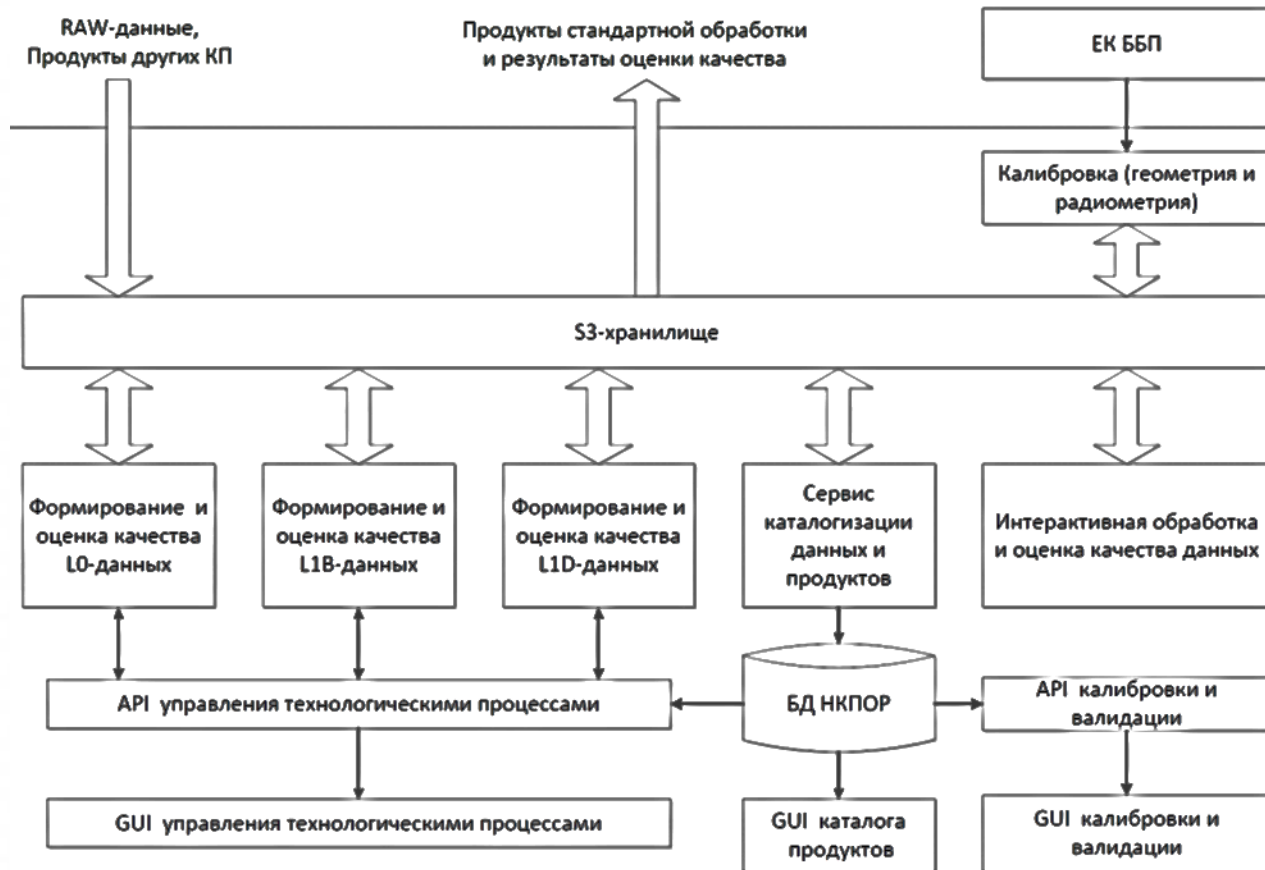 RAW-данные,
Продукты других КП
Продукты стандартной обработки
и результаты оценки качества
ЕК ББП
Калибровка (геометрия и
радиометрия)
S3-хранилище
Формирование и
оценка качества
L0-данных
Формирование и
оценка качества
L1B-данных
Формирование и
оценка качества
L1D-данных
Сервис
каталогизации
данных и
продуктов
Интерактивная обработка
и оценка качества данных
API управления технологическими процессами
БД НКПОР
API калибровки и
валидации
GUI управления технологическими процессами
GUI каталога
продуктов
GUI калибровки и
валидации